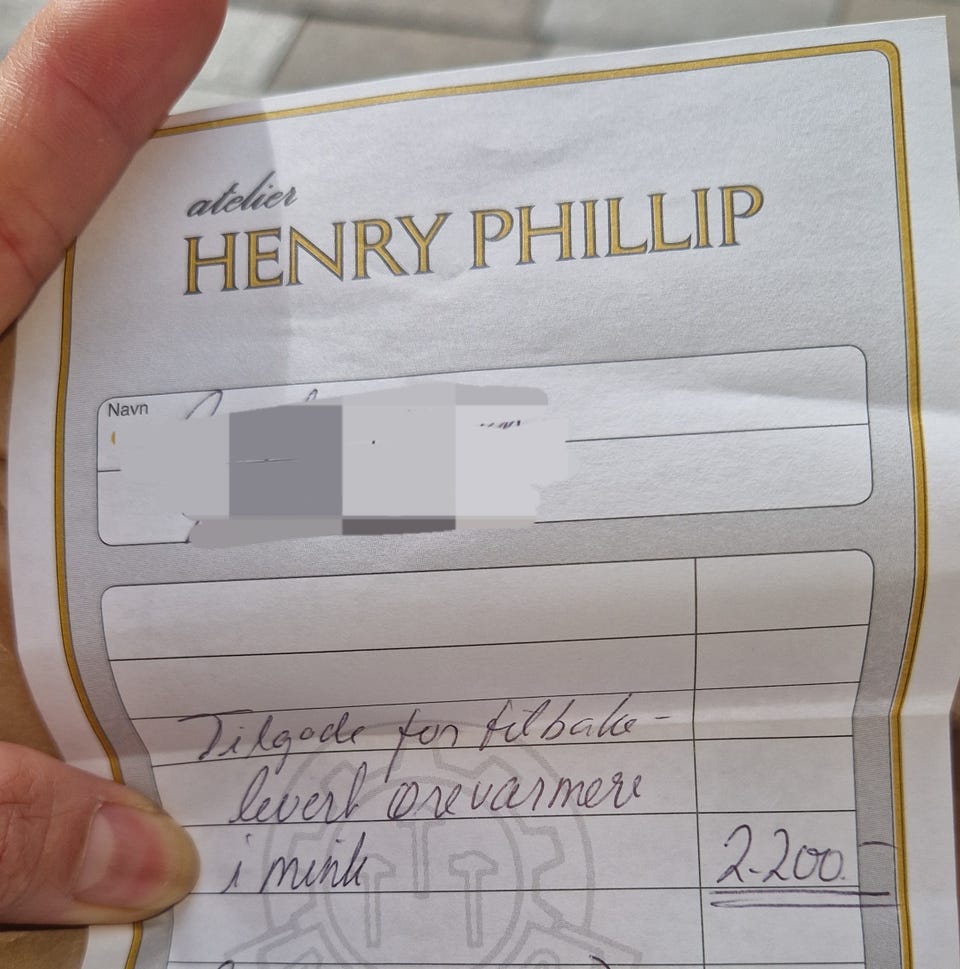 atelier
HENRY PHILLIP
Navn
Tilgode for tilbake-
levert ørevarmere
i mink 2.200.